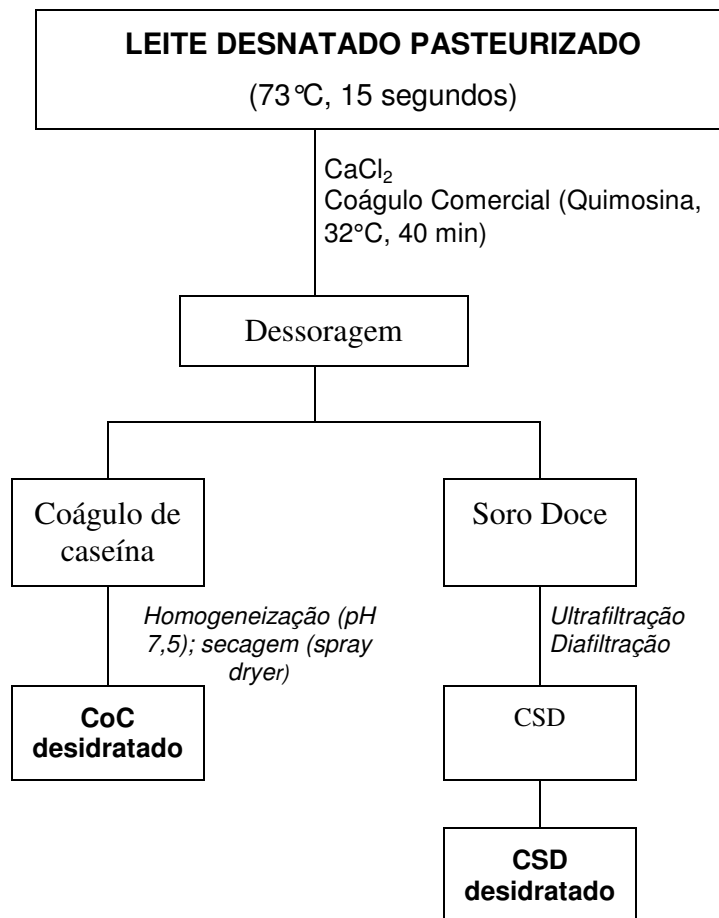 LEITE DESNATADO PASTEURIZADO
(73°C, 15 segundos)
CaCl₂
Coágulo Comercial (Quimosina,
32°C, 40 min)
Dessoragem
Coágulo de
caseína
Soro Doce
Homogeneização (pH
7,5); secagem (spray
dryer)
Ultrafiltração
Diafiltração
CoC
desidratado
CSD
CSD
desidratado